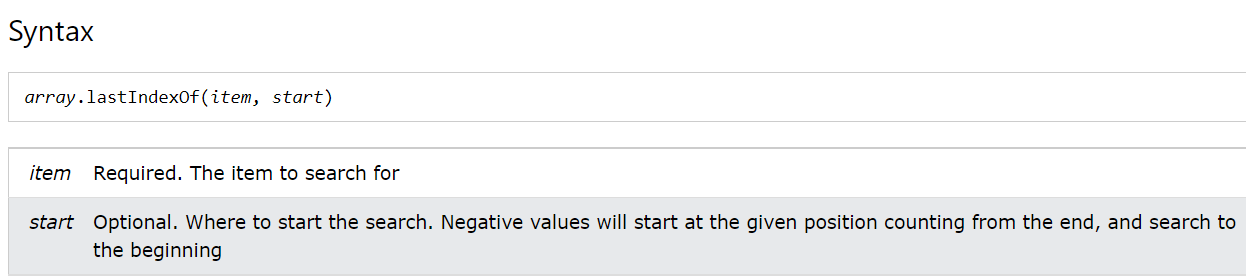 Syntax
array.lastIndexOf(item, start)
item Required. The item to search for
start Optional. Where to start the search. Negative values will start at the given position counting from the end, and search to
the beginning